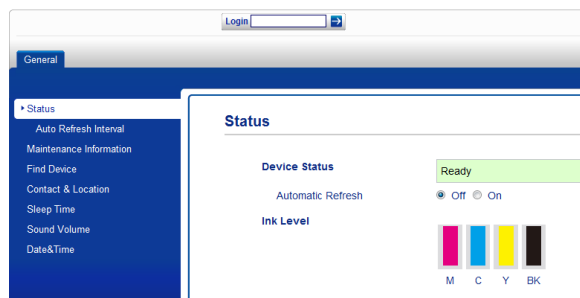 Login
General
Status
Auto Refresh Interval
Maintenance Information
Find Device
Contact & Location
Sleep Time
Sound Volume
Date&Time
Status
Device Status
Ready
Automatic Refresh
Off On
Ink Level
M C Y BK